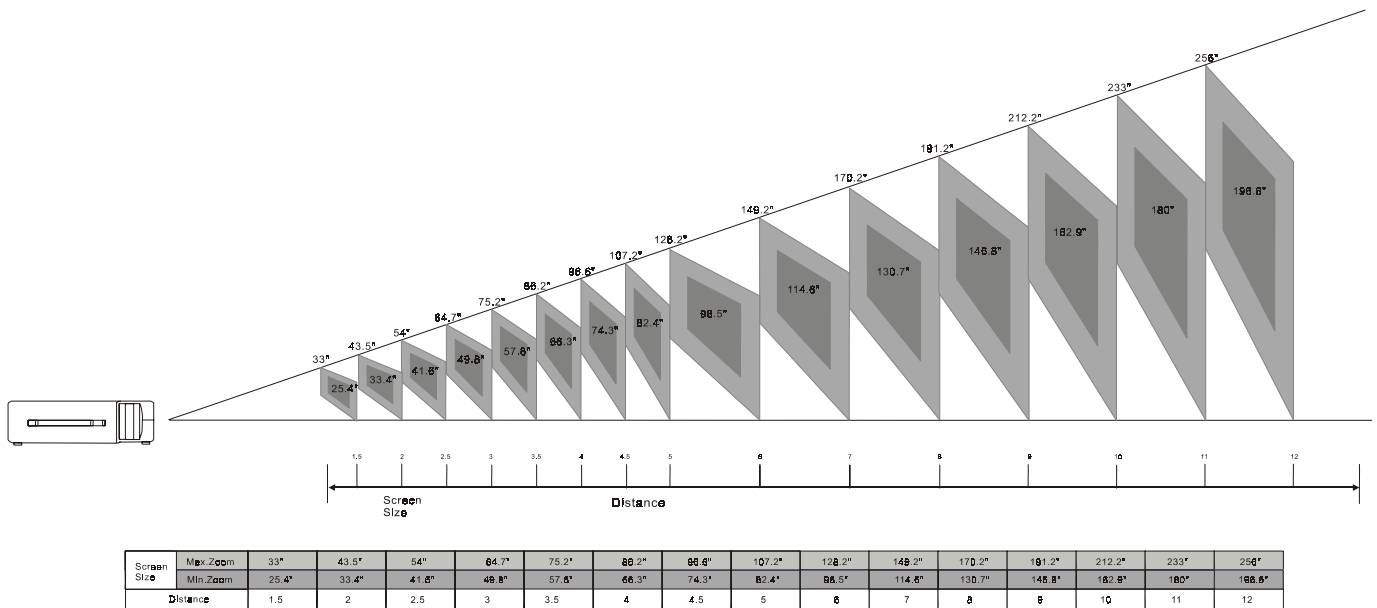 256"
233"
212.2"
191.2"
170.2"
149.2"
128.2"
107.2"
96.6"
86.2"
75.2"
64.7"
54"
43.5"
33"
25.4" 33.4" 41.6" 49.8" 57.8" 66.3" 74.3" 82.4" 98.5" 114.6" 130.7" 146.8" 162.9" 180" 196.6"
1.5 2 2.5 3 3.5 4 4.5 5 6 7 8 9 10 11 12
Screen
Size
Distance
Screen
Size
Max.Zoom 33" 43.5" 54" 64.7" 75.2" 86.2" 96.6" 107.2" 128.2" 149.2" 170.2" 191.2" 212.2" 233" 256"
Min.Zoom 25.4" 33.4" 41.6" 49.8" 57.8" 66.3" 74.3" 82.4" 98.5" 114.6" 130.7" 146.8" 162.9" 180" 196.6"
Distance 1.5 2 2.5 3 3.5 4 4.5 5 6 7 8 9 10 11 12